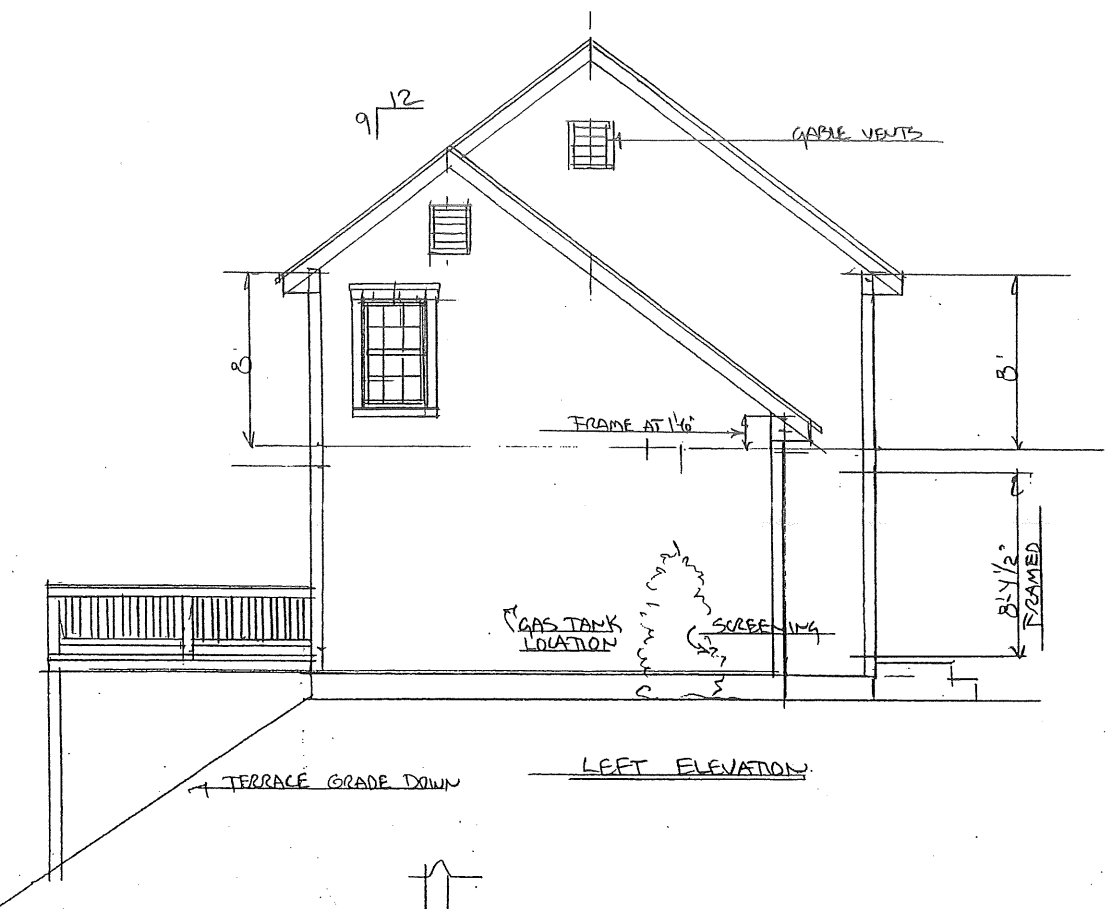 12
9
GABLE VENTS
8'
8'
FRAME AT 1'6"
8'-4 1/2"
FRAMED
GAS TANK
LOCATION
SCREENING
LEFT ELEVATION
TERRACE GRADE DOWN